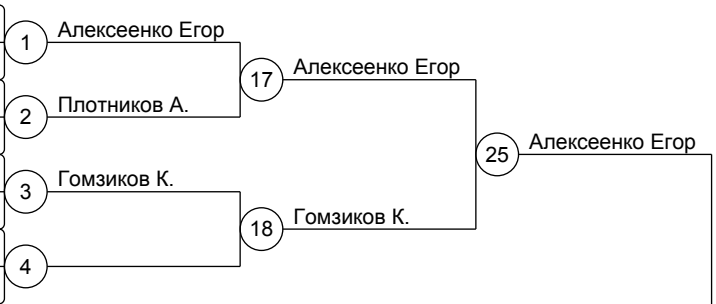 Алексеенко Егор
1
Алексеенко Егор
17
Плотников А.
2
Алексеенко Егор
25
Гомзиков К.
3
Гомзиков К.
18
4